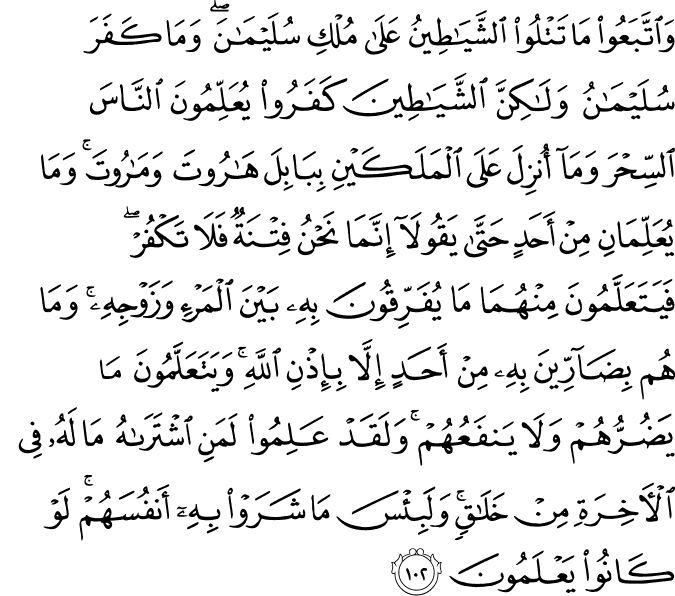 وَٱتَّبَعُوا۟ مَا تَتْلُوا۟ ٱلشَّيَـٰطِينُ عَلَىٰ مُلْكِ سُلَيْمَـٰنَ ۖ وَمَا كَفَرَ
سُلَيْمَـٰنُ وَلَـٰكِنَّ ٱلشَّيَـٰطِينَ كَفَرُوا۟ يُعَلِّمُونَ ٱلنَّاسَ
ٱلسِّحْرَ وَمَآ أُنزِلَ عَلَى ٱلْمَلَكَيْنِ بِبَابِلَ هَـٰرُوتَ وَمَـٰرُوتَ ۚ وَمَا
يُعَلِّمَانِ مِنْ أَحَدٍ حَتَّىٰ يَقُولَآ إِنَّمَا نَحْنُ فِتْنَةٌ فَلَا تَكْفُرْ ۖ
فَيَتَعَلَّمُونَ مِنْهُمَا مَا يُفَرِّقُونَ بِهِۦ بَيْنَ ٱلْمَرْءِ وَزَوْجِهِۦ ۚ وَمَا
هُم بِضَآرِّينَ بِهِۦ مِنْ أَحَدٍ إِلَّا بِإِذْنِ ٱللَّهِ ۚ وَيَتَعَلَّمُونَ مَا
يَضُرُّهُمْ وَلَا يَنفَعُهُمْ ۚ وَلَقَدْ عَلِمُوا۟ لَمَنِ ٱشْتَرَىٰهُ مَا لَهُۥ فِى
ٱلْـَٔاخِرَةِ مِنْ خَلَـٰقٍ ۚ وَلَبِئْسَ مَا شَرَوْا۟ بِهِۦٓ أَنفُسَهُمْ ۚ لَوْ
كَانُوا۟ يَعْلَمُونَ ١٠٢